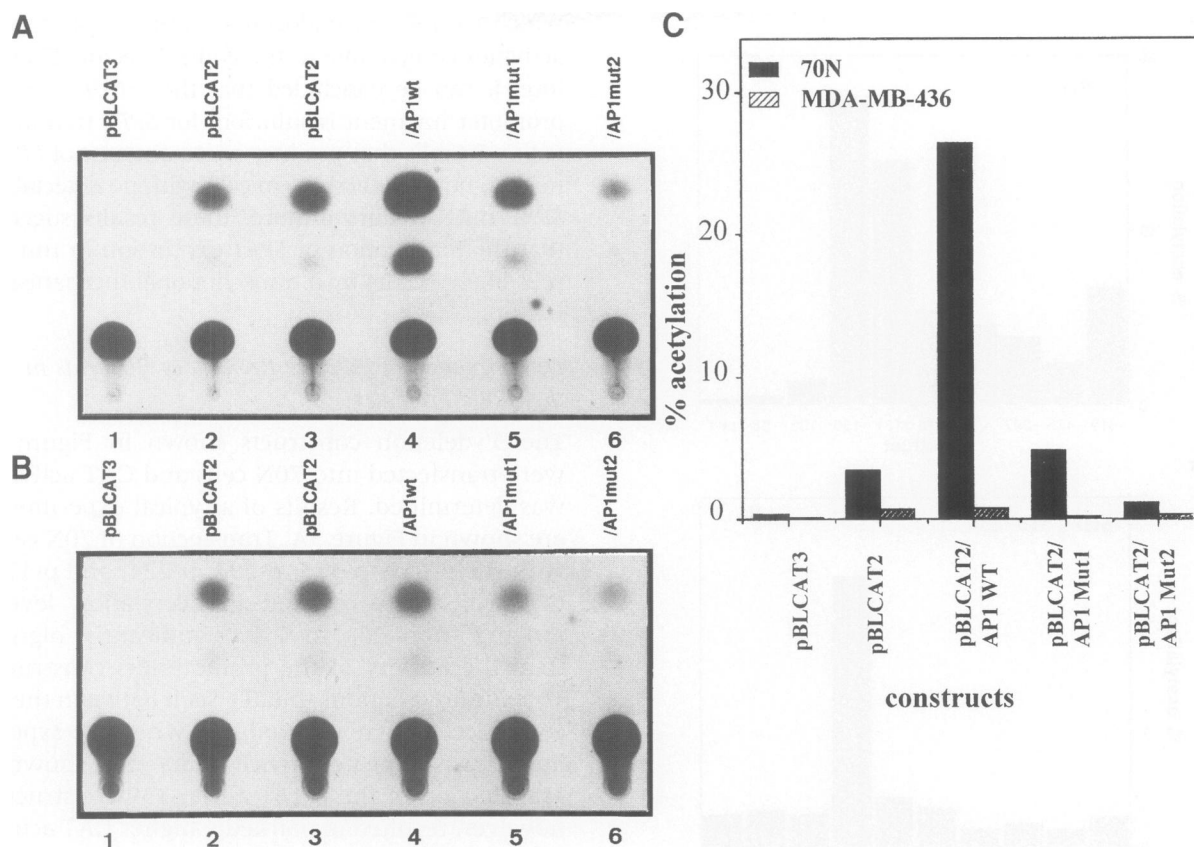 A
pBLCAT3
pBLCAT2
pBLCAT2
/AP1wt
/AP1mut1
/AP1mut2
1 2 3 4 5 6
B
pBLCAT3
pBLCAT2
pBLCAT2
/AP1wt
/AP1mut1
/AP1mut2
1 2 3 4 5 6
C
70N
MDA-MB-436
30
20
10
0
% acetylation
pBLCAT3
pBLCAT2
pBLCAT2/
AP1 WT
pBLCAT2/
AP1 Mut1
pBLCAT2/
AP1 Mut2
constructs